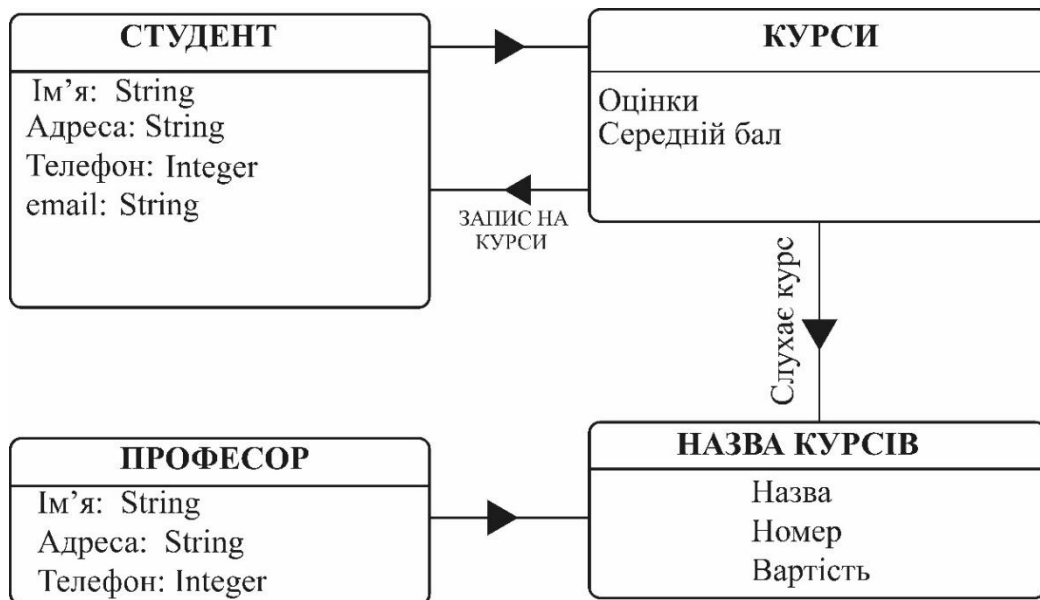 СТУДЕНТ
Ім’я: String
Адреса: String
Телефон: Integer
email: String
КУРСИ
Оцінки
Середній бал
ЗАПИС НА
КУРСИ
Слухає курс
ПРОФЕСОР
Ім’я: String
Адреса: String
Телефон: Integer
НАЗВА КУРСІВ
Назва
Номер
Вартість